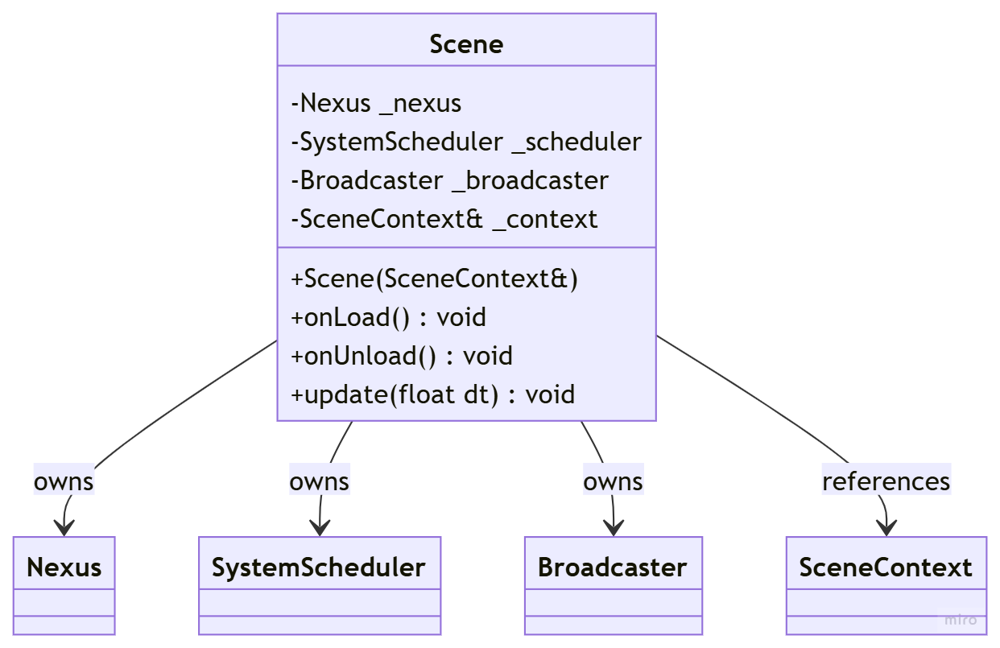 Scene
-Nexus _nexus
-SystemScheduler _scheduler
-Broadcaster _broadcaster
-SceneContext& _context
+Scene(SceneContext&)
+onLoad() : void
+onUnload() : void
+update(float dt) : void
owns
owns
owns
references
Nexus
SystemScheduler
Broadcaster
SceneContext
miro